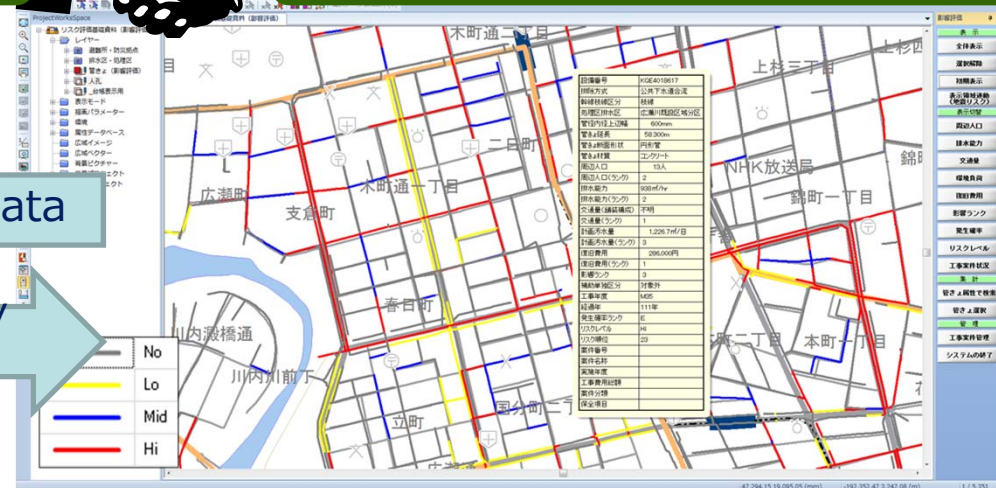 ProjectWorksSpace
リスク評価基礎資料（影響評価）
レイヤー
避難所・防災拠点
排水区・処理区
管きょ（影響評価）
人孔
_台帳表示用
表示モード
描画パラメーター
環境
属性データベース
広域イメージ
広域ベクター
背景ピクチャー
ata
No
Lo
Mid
Hi
木町通二丁目
上杉三丁目
二日町
NHK放送局
広瀬町
木町通一丁目
支倉町
錦町一丁目
春日町
川内澱橋通
川内川前丁
立町
国分町二丁
本町一丁目
設備番号 KGE4018617
排除方式 公共下水道合流
幹線枝線区分 枝線
処理区排水区 広瀬川既設区域分区
管径内径上辺幅 600mm
管きょ延長 58.300m
管きょ断面形状 円形管
管きょ材質 コンクリート
周辺人口 13人
周辺人口(ランク) 2
排水能力 938㎥/hr
排水能力(ランク) 2
交通量(舗装構成) 不明
交通量(ランク) 1
計画汚水量 1,226.7㎥/日
計画汚水量(ランク) 3
復旧費用 296,000円
復旧費用(ランク) 1
影響ランク 3
補助単独区分 対象外
工事年度 M35
経過年 111年
発生確率ランク E
リスクレベル Hi
リスク順位 23
案件番号
案件名称
実施年度
工事費用総額
案件分類
保全項目
影響評価
表 示
全体表示
選択解除
初期表示
表示領域連動
(地震リスク)
表示切替
周辺人口
排水能力
交通量
環境負荷
復旧費用
影響ランク
発生確率
リスクレベル
工事案件状況
集 計
管きょ属性で検索
管きょ選択
管 理
工事案件管理
システムの終了
1 / 5,351